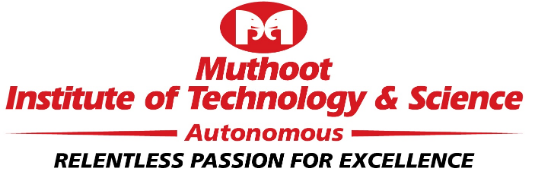 Muthoot
Institute of Technology & Science
Autonomous
RELENTLESS PASSION FOR EXCELLENCE